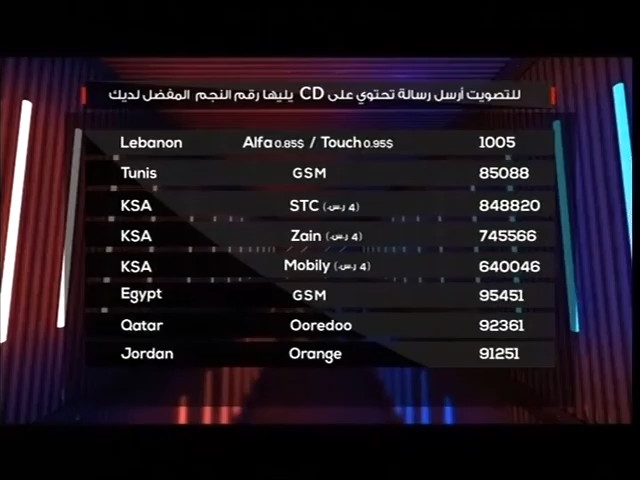 للتصويت أرسل رسالة تحتوي على CD يليها رقم النجم المفضل لديك
Lebanon Alfa 0.85$ / Touch 0.95$ 1005
Tunis GSM 85088
KSA STC (4 ر.س.) 848820
KSA Zain (4 ر.س.) 745566
KSA Mobily (4 ر.س.) 640046
Egypt GSM 95451
Qatar Ooredoo 92361
Jordan Orange 91251